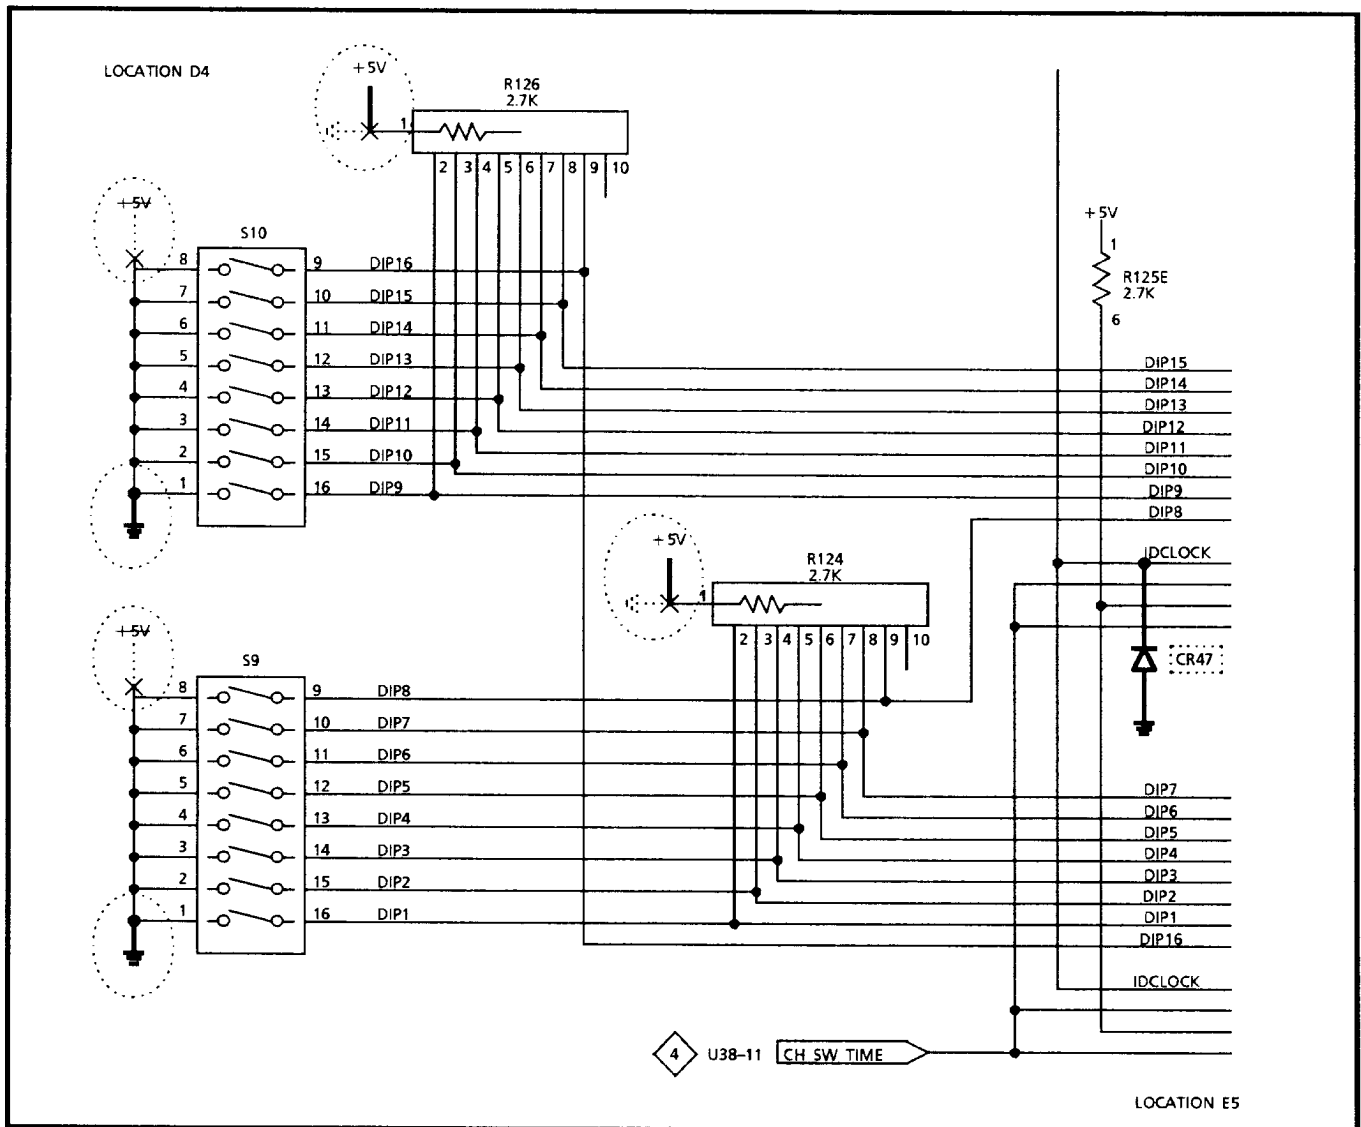 LOCATION D4
+5V
R126
2.7K
1
2 3 4 5 6 7 8 9 10
+5V
S10
8 9 DIP16
7 10 DIP15
6 11 DIP14
5 12 DIP13
4 13 DIP12
3 14 DIP11
2 15 DIP10
1 16 DIP9
+5V
1
R125E
2.7K
6
DIP15
DIP14
DIP13
DIP12
DIP11
DIP10
DIP9
DIP8
IDCLOCK
+5V
R124
2.7K
1
2 3 4 5 6 7 8 9 10
CR47
+5V
S9
8 9 DIP8
7 10 DIP7
6 11 DIP6
5 12 DIP5
4 13 DIP4
3 14 DIP3
2 15 DIP2
1 16 DIP1
DIP7
DIP6
DIP5
DIP4
DIP3
DIP2
DIP1
DIP16
IDCLOCK
4 U38-11 CH SW TIME
LOCATION E5